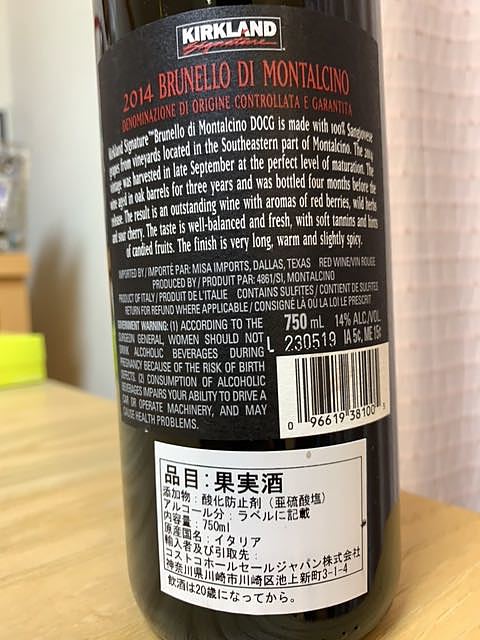 KIRKLAND
Signature
2014 BRUNELLO DI MONTALCINO
DENOMINAZIONE DI ORIGINE CONTROLLATA E GARANTITA
Kirkland Signature™ Brunello di Montalcino DOCG is made with 100% Sangiovese
grapes from vineyards located in the Southeastern part of Montalcino. The 2014
vintage was harvested in late September at the perfect level of maturation. The
wine aged in oak barrels for three years and was bottled four months before the
release. The result is an outstanding wine with aromas of red berries, wild herbs
and sour cherry. The taste is well-balanced and fresh, with soft tannins and hints
of candied fruits. The finish is very long, warm and slightly spicy.
IMPORTED BY / IMPORTÉ PAR: MISA IMPORTS, DALLAS, TEXAS RED WINE/VIN ROUGE
PRODUCED BY / PRODUIT PAR: 4861/SI, MONTALCINO
PRODUCT OF ITALY / PRODUIT DE L'ITALIE CONTAINS SULFITES / CONTIENT DE SULFITES
RETURN FOR REFUND WHERE APPLICABLE / CONSIGNÉ LÀ OÙ LA LOI LE PRESCRIT
GOVERNMENT WARNING: (1) ACCORDING TO THE
SURGEON GENERAL, WOMEN SHOULD NOT
DRINK ALCOHOLIC BEVERAGES DURING
PREGNANCY BECAUSE OF THE RISK OF BIRTH
DEFECTS. (2) CONSUMPTION OF ALCOHOLIC
BEVERAGES IMPAIRS YOUR ABILITY TO DRIVE A
CAR OR OPERATE MACHINERY, AND MAY
CAUSE HEALTH PROBLEMS.
750 mL 14% ALC./VOL.
L 230519 IA 5¢, ME 15¢
0 96619 38100 9
品目:果実酒
添加物:酸化防止剤(亜硫酸塩)
アルコール分:ラベルに記載
内容量:750ml
原産国名:イタリア
輸入者及び引取先:
コストコホールセールジャパン株式会社
神奈川県川崎市川崎区池上新町3-1-4
飲酒は20歳になってから。